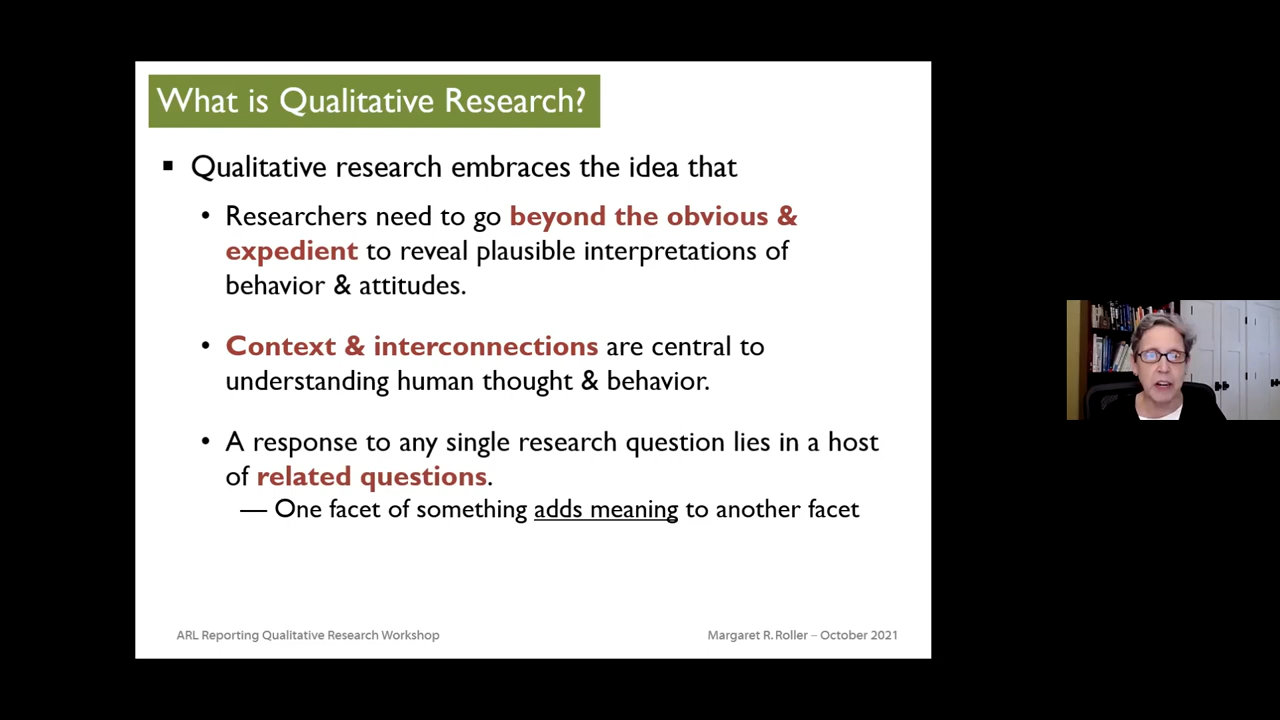 What is Qualitative Research?
▪ Qualitative research embraces the idea that
• Researchers need to go beyond the obvious &
expedient to reveal plausible interpretations of
behavior & attitudes.
• Context & interconnections are central to
understanding human thought & behavior.
• A response to any single research question lies in a host
of related questions.
— One facet of something adds meaning to another facet
ARL Reporting Qualitative Research Workshop
Margaret R. Roller – October 2021